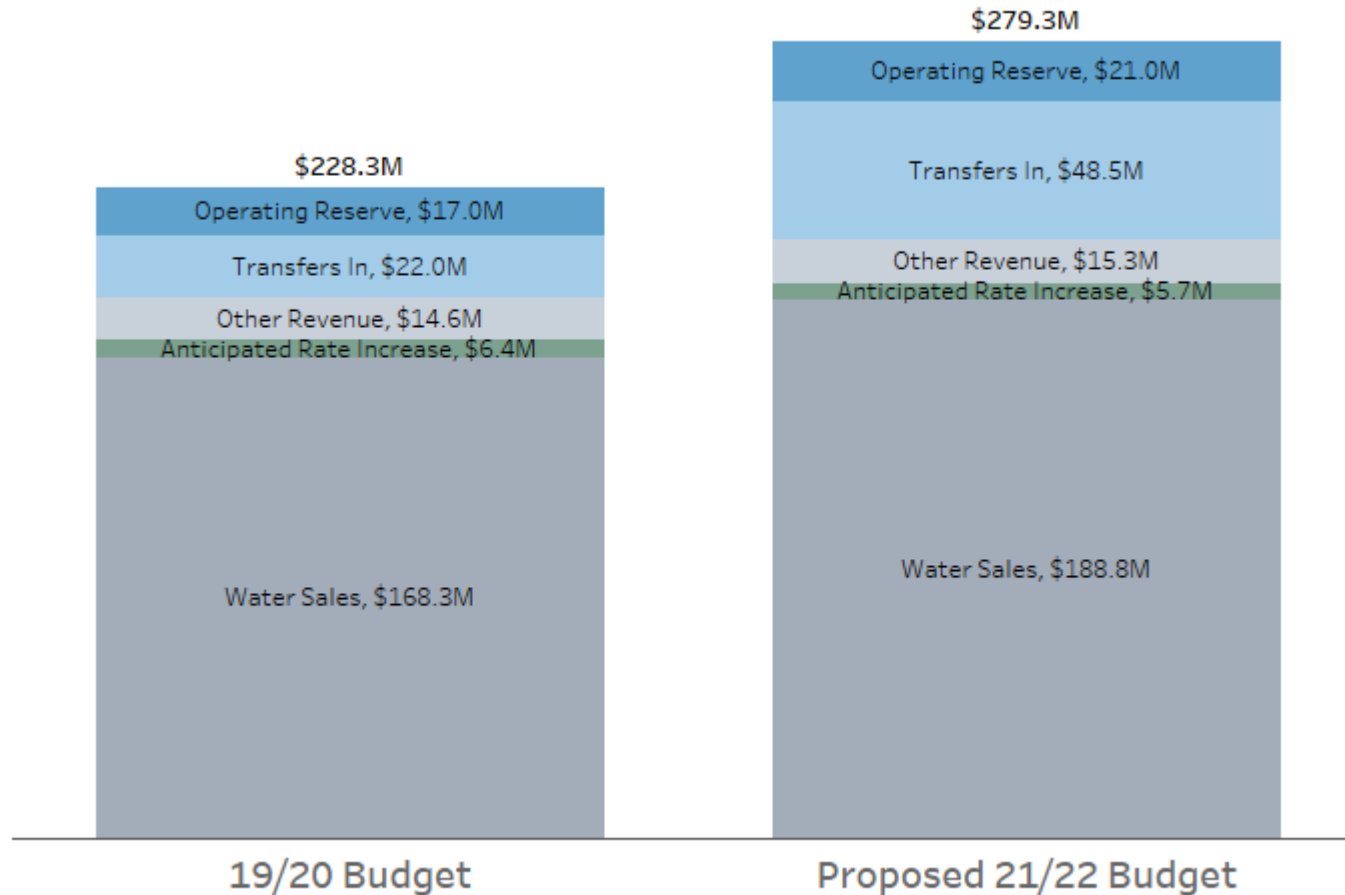 $228.3M
Operating Reserve, $17.0M
Transfers In, $22.0M
Other Revenue, $14.6M
Anticipated Rate Increase, $6.4M
Water Sales, $168.3M
19/20 Budget
$279.3M
Operating Reserve, $21.0M
Transfers In, $48.5M
Other Revenue, $15.3M
Anticipated Rate Increase, $5.7M
Water Sales, $188.8M
Proposed 21/22 Budget